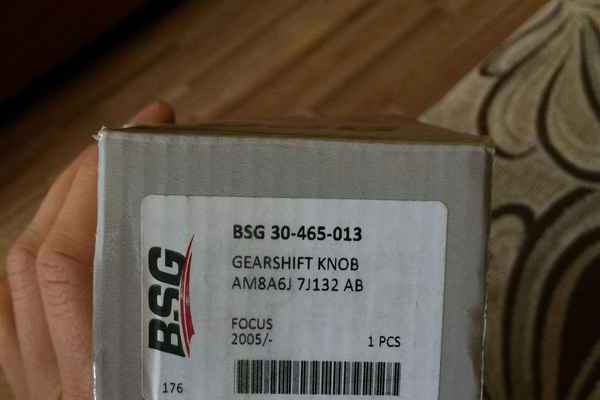 BSG 30-465-013
GEARSHIFT KNOB
AM8A6J 7J132 AB
BSG
FOCUS
2005/-
1 PCS
176